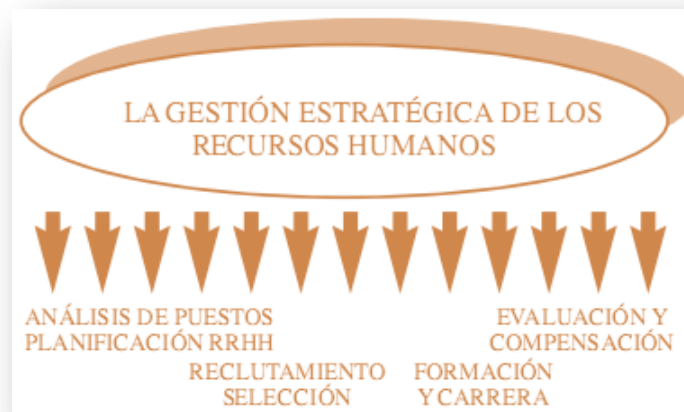 LA GESTIÓN ESTRATÉGICA DE LOS
RECURSOS HUMANOS
ANÁLISIS DE PUESTOS
PLANIFICACIÓN RRHH
RECLUTAMIENTO
SELECCIÓN
FORMACIÓN
Y CARRERA
EVALUACIÓN Y
COMPENSACIÓN